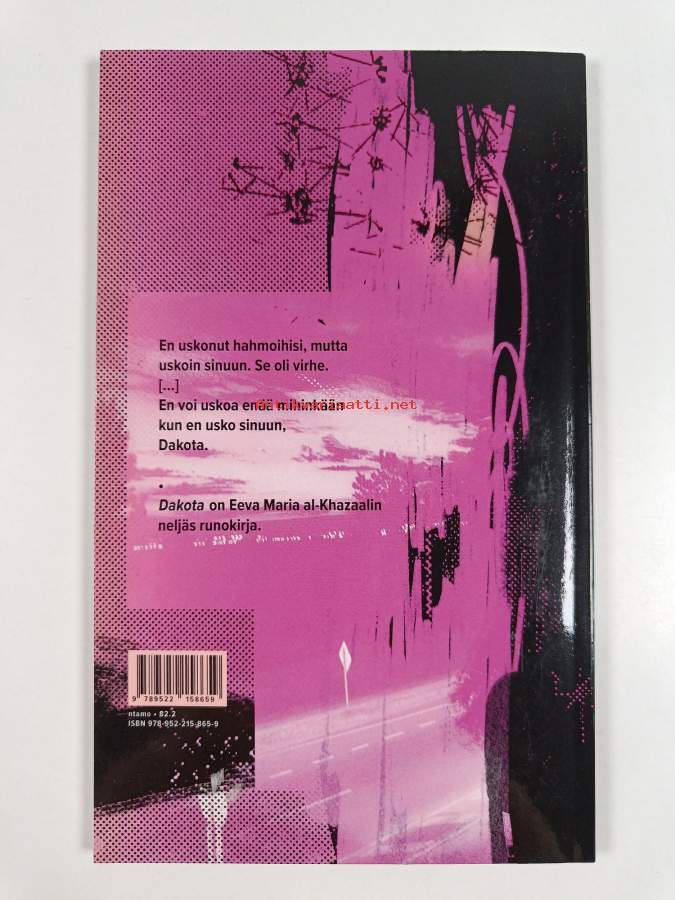 En uskonut hahmoihisi, mutta
uskoin sinuun. Se oli virhe.
[...]
En voi uskoa enää mihinkään
kun en usko sinuun,
Dakota.
•
Dakota on Eeva Maria al-Khazaalin
neljäs runokirja.
9 789522 158659
ntamo • 82.2
ISBN 978-952-215-865-9